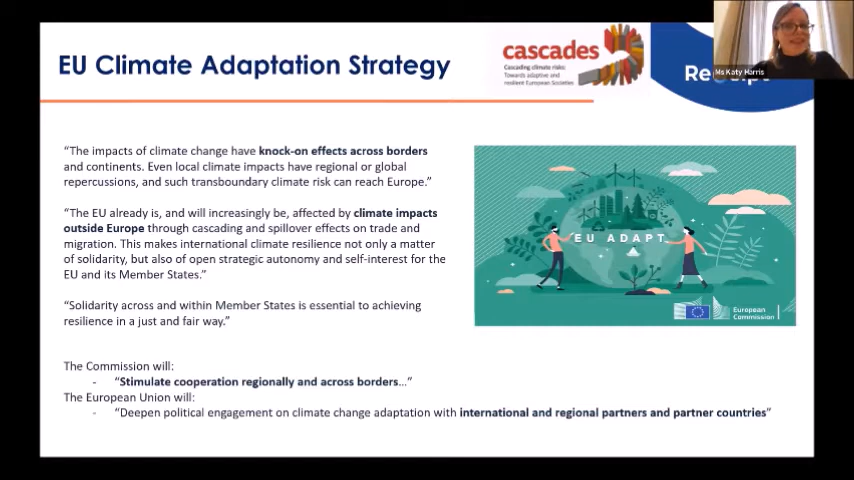 EU Climate Adaptation Strategy
cascades
Cascading climate risks:
Towards adaptive and
resilient European Societies
Ms Katy Harris
“The impacts of climate change have knock-on effects across borders
and continents. Even local climate impacts have regional or global
repercussions, and such transboundary climate risk can reach Europe.”
“The EU already is, and will increasingly be, affected by climate impacts
outside Europe through cascading and spillover effects on trade and
migration. This makes international climate resilience not only a matter
of solidarity, but also of open strategic autonomy and self-interest for the
EU and its Member States.”
“Solidarity across and within Member States is essential to achieving
resilience in a just and fair way.”
EU ADAPT
European
Commission
The Commission will:
- “Stimulate cooperation regionally and across borders…”
The European Union will:
- “Deepen political engagement on climate change adaptation with international and regional partners and partner countries”